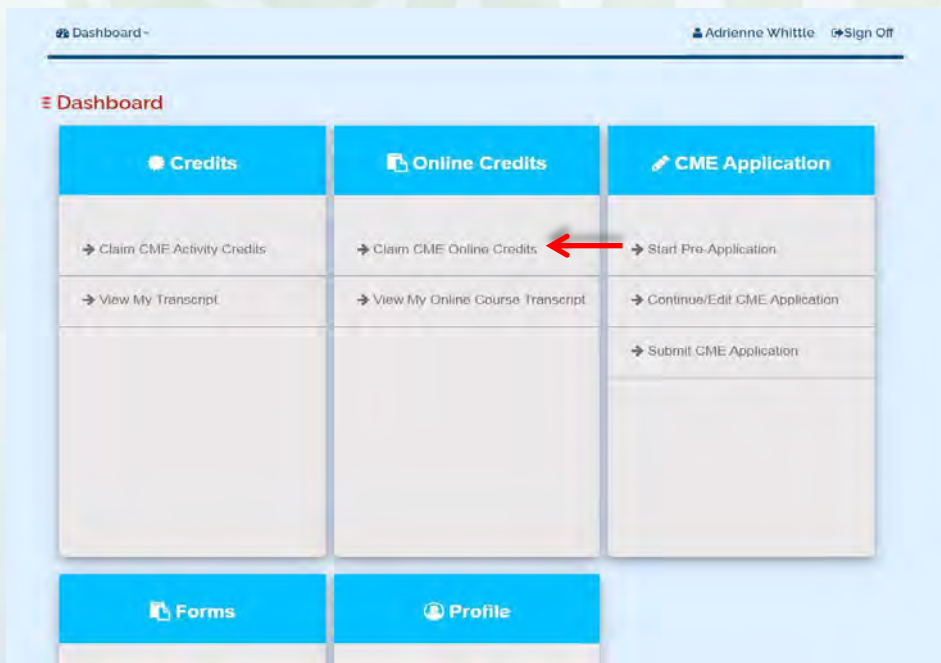 Dashboard -
Adrienne Whittle
Sign Off
Dashboard
Credits
Claim CME Activity Credits
View My Transcript
Online Credits
Claim CME Online Credits
View My Online Course Transcript
CME Application
Start Pre-Application
Continue/Edit CME Application
Submit CME Application
Forms
Profile